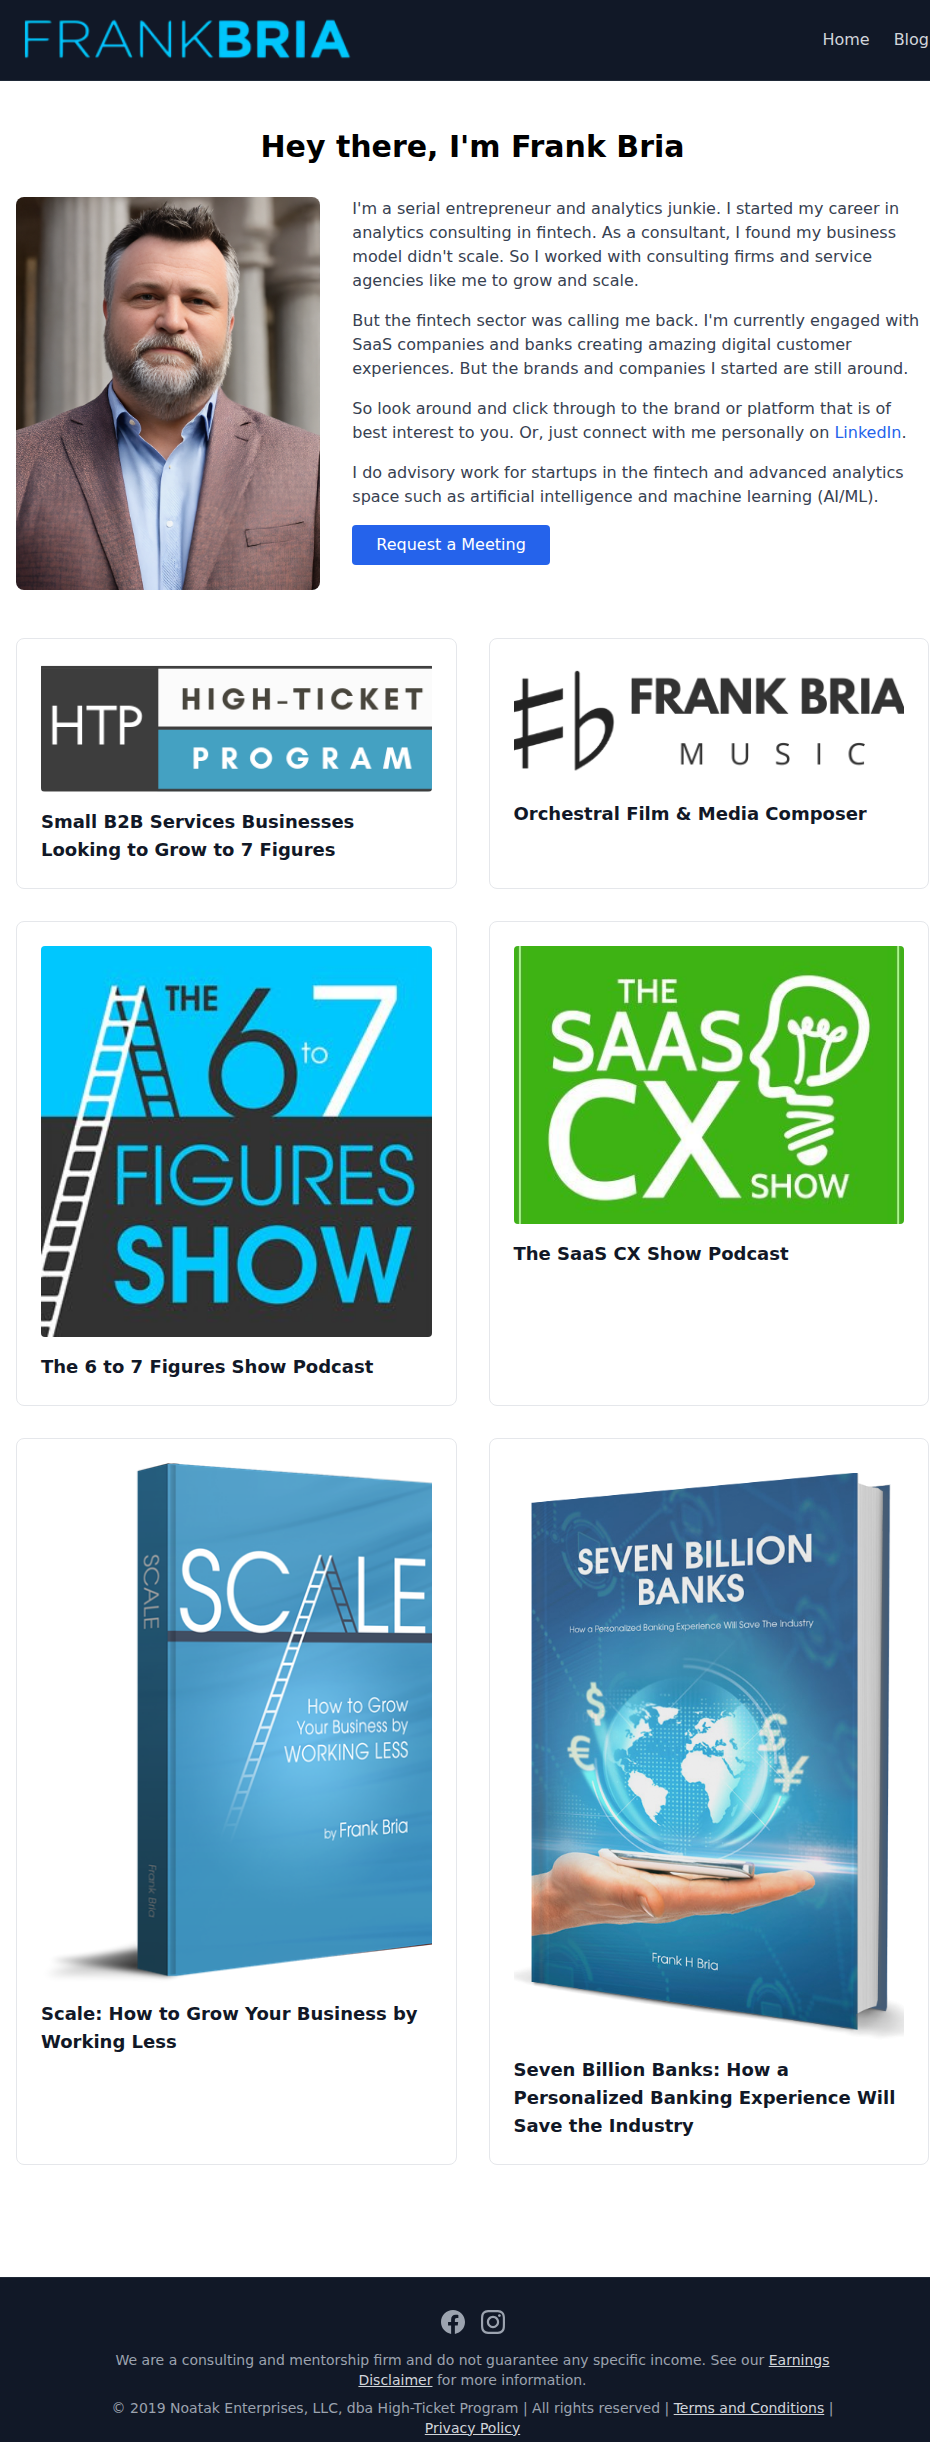 FRANKBRIA
Home Blog
Hey there, I'm Frank Bria
I'm a serial entrepreneur and analytics junkie. I started my career in
analytics consulting in fintech. As a consultant, I found my business
model didn't scale. So I worked with consulting firms and service
agencies like me to grow and scale.
But the fintech sector was calling me back. I'm currently engaged with
SaaS companies and banks creating amazing digital customer
experiences. But the brands and companies I started are still around.
So look around and click through to the brand or platform that is of
best interest to you. Or, just connect with me personally on LinkedIn.
I do advisory work for startups in the fintech and advanced analytics
space such as artificial intelligence and machine learning (AI/ML).
Request a Meeting
HTP
HIGH-TICKET
PROGRAM
Small B2B Services Businesses
Looking to Grow to 7 Figures
FRANK BRIA
MUSIC
Orchestral Film & Media Composer
THE
6 to 7
FIGURES
SHOW
The 6 to 7 Figures Show Podcast
THE
SAAS
CX
SHOW
The SaaS CX Show Podcast
SCALE
Frank Bria
SCALE
How to Grow
Your Business by
WORKING LESS
by Frank Bria
Scale: How to Grow Your Business by
Working Less
SEVEN BILLION
BANKS
How a Personalized Banking Experience Will Save The Industry
$
€
£
¥
Frank H Bria
Seven Billion Banks: How a
Personalized Banking Experience Will
Save the Industry
We are a consulting and mentorship firm and do not guarantee any specific income. See our Earnings
Disclaimer for more information.
© 2019 Noatak Enterprises, LLC, dba High-Ticket Program | All rights reserved | Terms and Conditions |
Privacy Policy